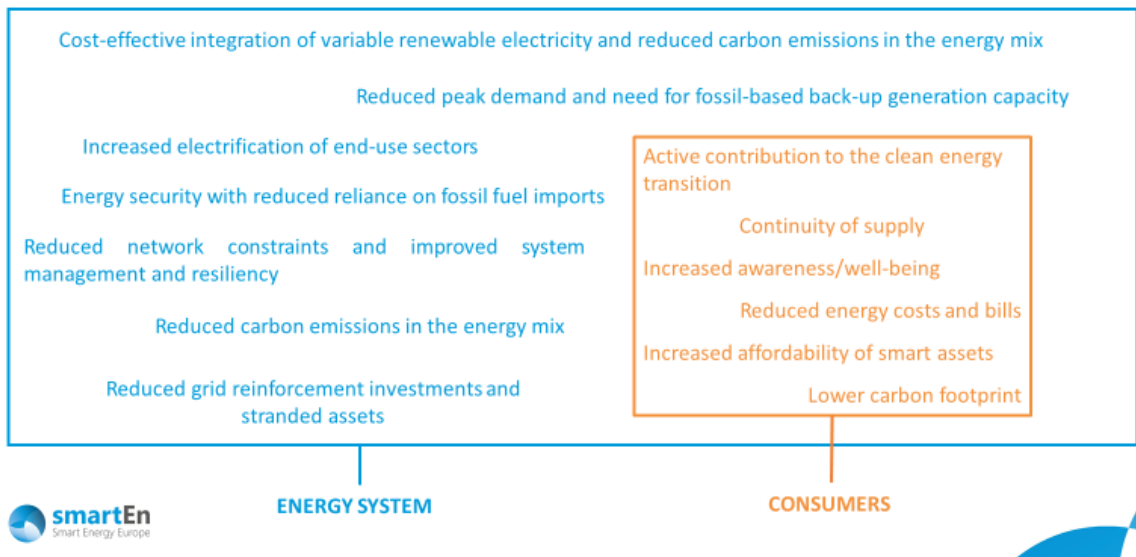 Cost-effective integration of variable renewable electricity and reduced carbon emissions in the energy mix
Reduced peak demand and need for fossil-based back-up generation capacity
Increased electrification of end-use sectors
Energy security with reduced reliance on fossil fuel imports
Reduced network constraints and improved system
management and resiliency
Reduced carbon emissions in the energy mix
Reduced grid reinforcement investments and
stranded assets
Active contribution to the clean energy
transition
Continuity of supply
Increased awareness/well-being
Reduced energy costs and bills
Increased affordability of smart assets
Lower carbon footprint
ENERGY SYSTEM
CONSUMERS
smartEn
Smart Energy Europe